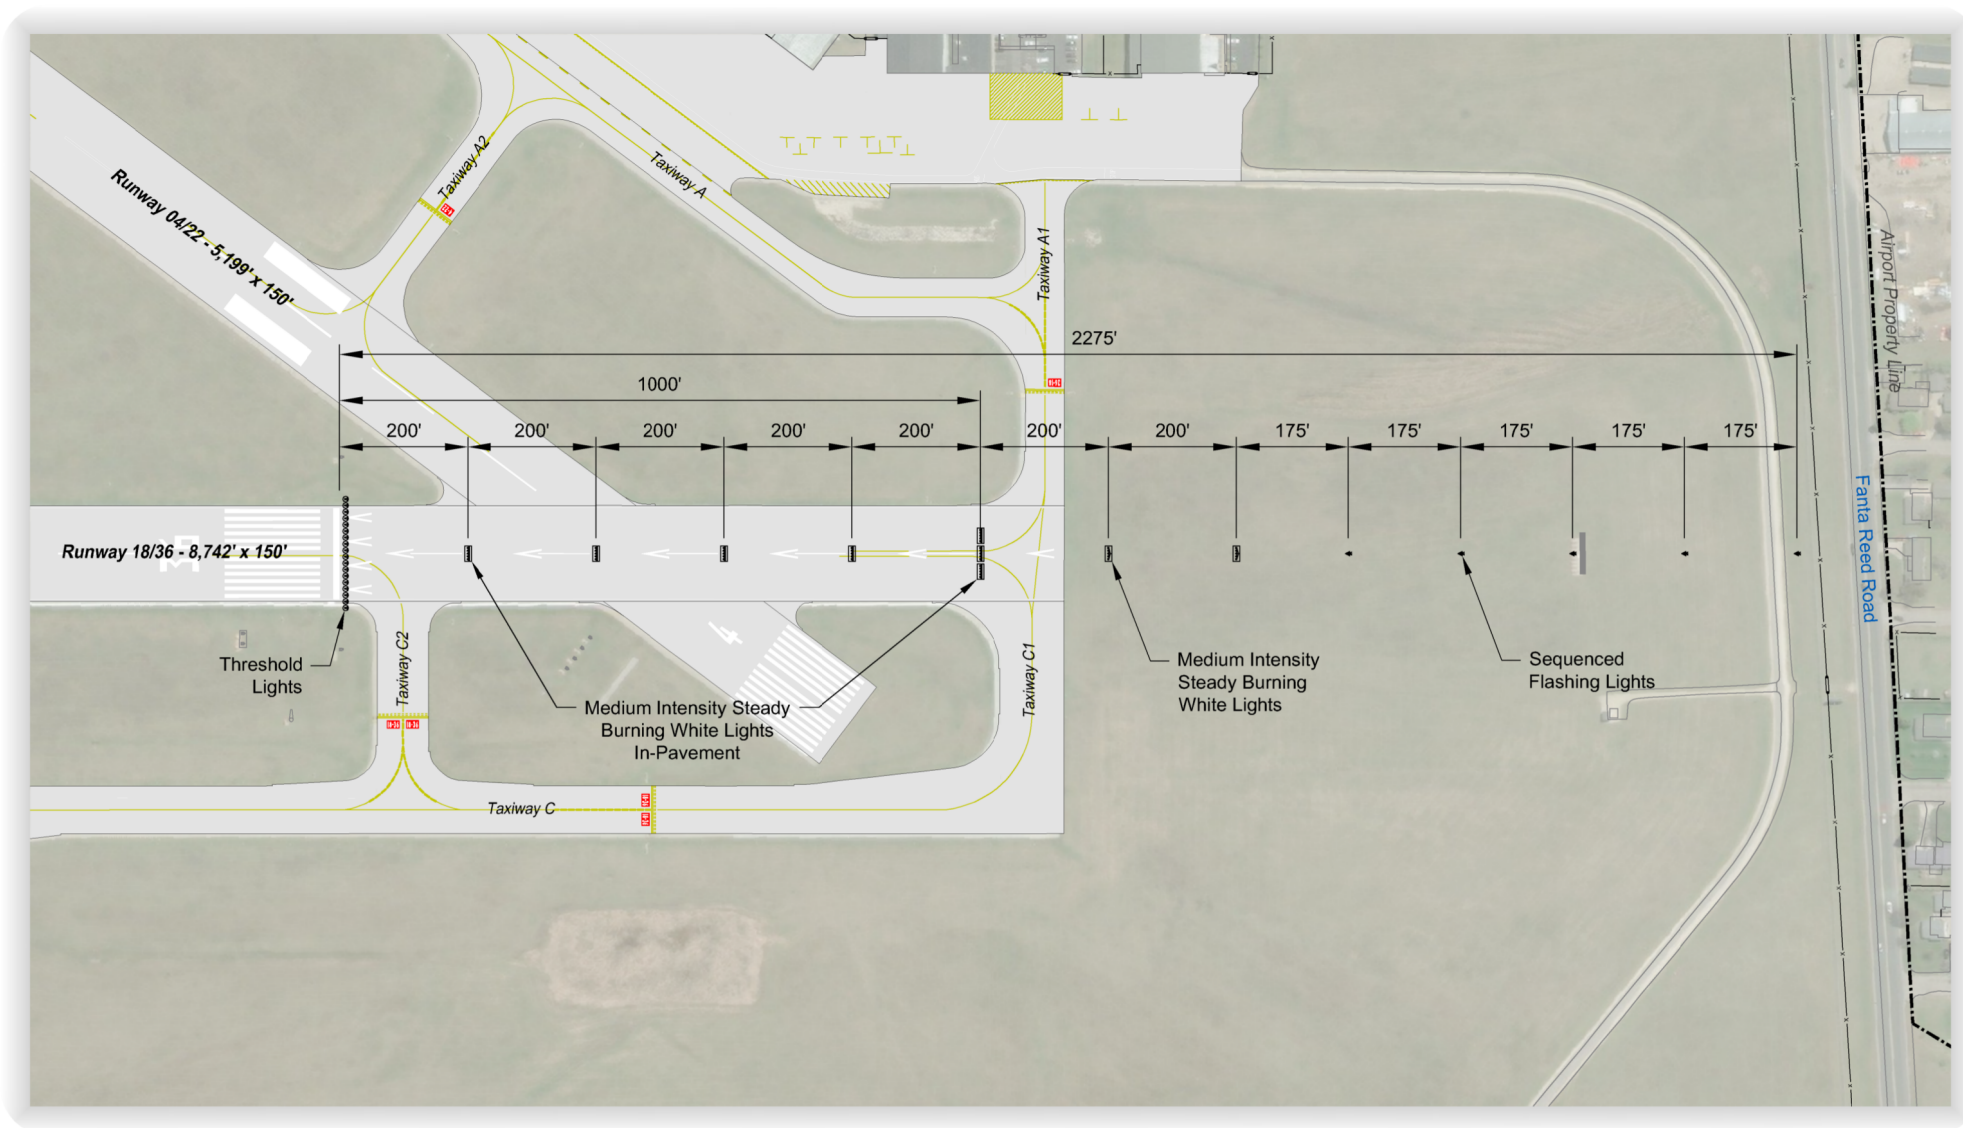 Taxiway A2
Taxiway A
Runway 04/22 - 5,199' x 150'
Taxiway A1
Airport Property Line
2275'
1000'
200'
200'
200'
200'
200'
200'
200'
175'
175'
175'
175'
175'
Fanta Reed Road
Runway 18/36 - 8,742' x 150'
36
4
Threshold
Lights
Taxiway C2
Medium Intensity Steady
Burning White Lights
In-Pavement
Taxiway C1
Medium Intensity
Steady Burning
White Lights
Sequenced
Flashing Lights
Taxiway C